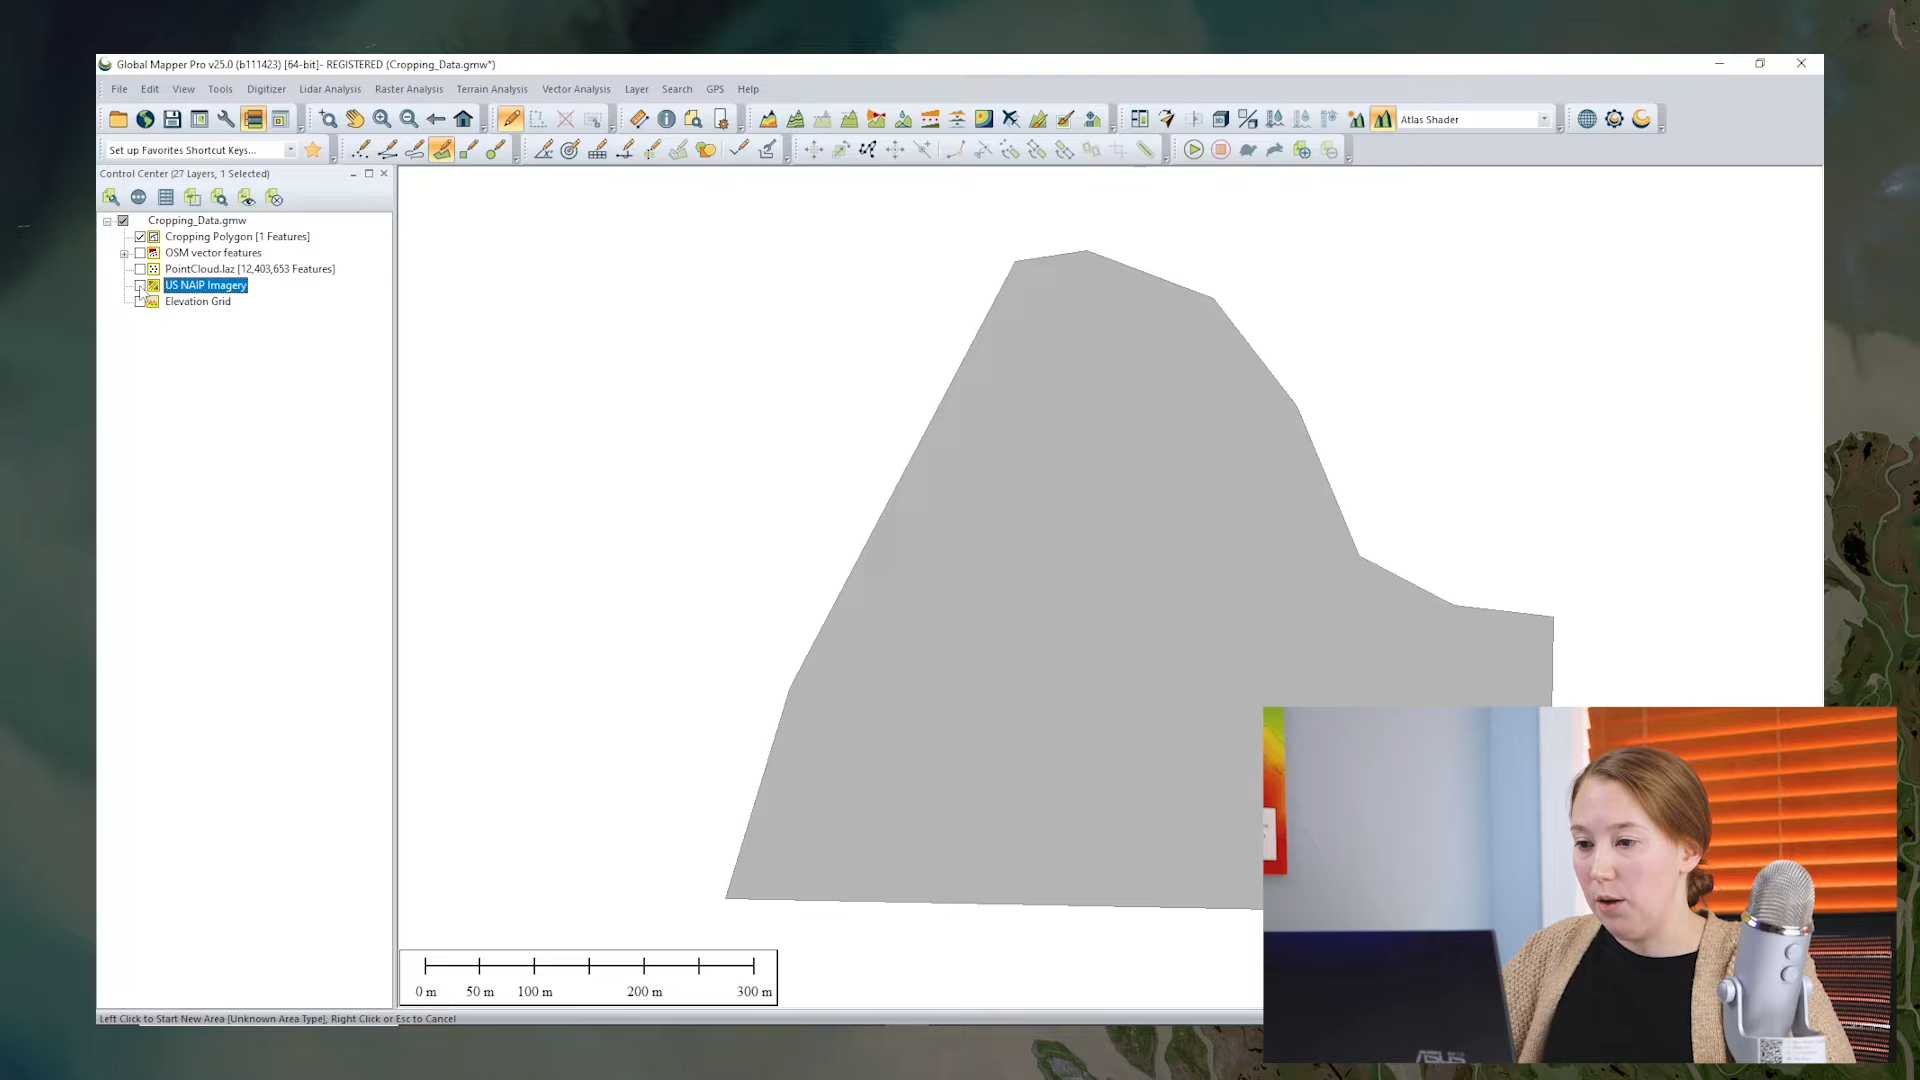 Global Mapper Pro v25.0 (b111423) [64-bit]- REGISTERED (Cropping_Data.gmw*)
File Edit View Tools Digitizer Lidar Analysis Raster Analysis Terrain Analysis Vector Analysis Layer Search GPS Help
Atlas Shader
Set up Favorites Shortcut Keys...
Control Center (27 Layers, 1 Selected)
Cropping_Data.gmw
Cropping Polygon [1 Features]
OSM vector features
PointCloud.laz [12,403,653 Features]
US NAIP Imagery
Elevation Grid
0 m 50 m 100 m 200 m 300 m
Left Click to Start New Area [Unknown Area Type], Right Click or Esc to Cancel
ASUS